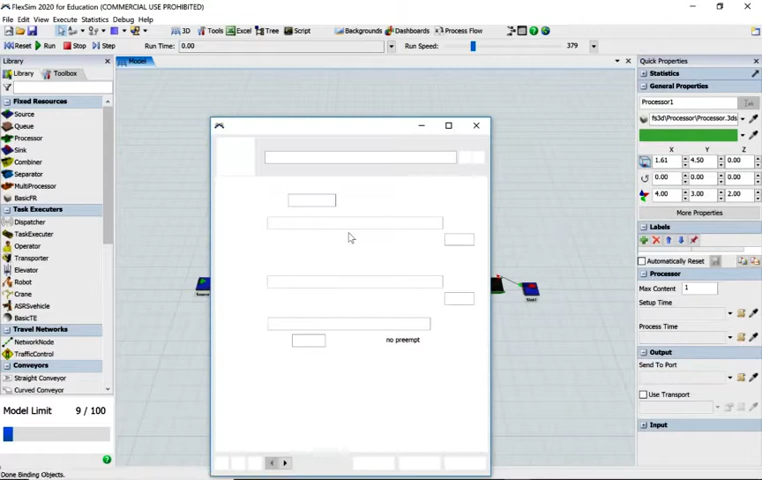 FlexSim 2020 for Education (COMMERCIAL PROHIBITED)
File Edit View Build Execute Statistics Debug Help
3D Tools Excel Tree Script Backgrounds Dashboards Process Flow
Reset Run Stop Step Run Time: 0.00 Run Speed: 379
Library
Library Toolbox
Fixed Resources
Source
Queue
Processor
Sink
Combiner
Separator
MultiProcessor
BasicFR
Task Executers
Dispatcher
TaskExecuter
Operator
Transporter
Elevator
Robot
Crane
ASRSvehicle
BasicTE
Travel Networks
NetworkNode
TrafficControl
Conveyors
Straight Conveyor
Curved Conveyor
Model Limit 9 / 100
Done Binding Objects.
Model
no preempt
Sink1
Quick Properties
Statistics
General Properties
Processor1
fs3d\Processor\Processor.3ds
X Y Z
1.61 4.50 0.00
0.00 0.00 0.00
4.00 3.00 2.00
More Properties
Labels
Automatically Reset
Processor
Max Content 1
Setup Time
Process Time
Output
Send To Port
Use Transport
Input